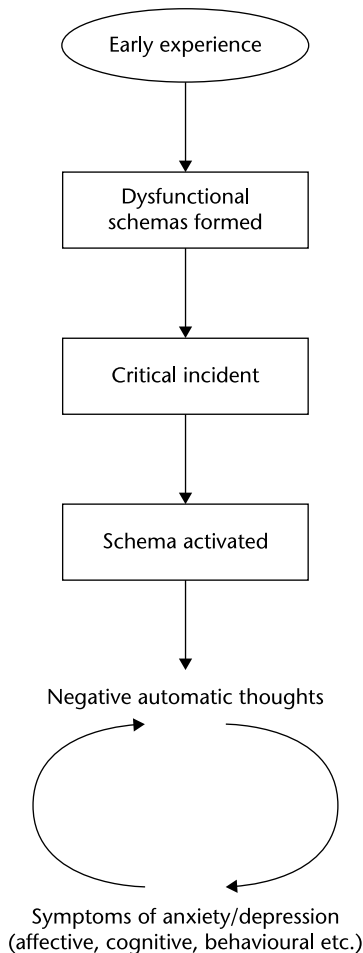 Early experience
Dysfunctional
schemas formed
Critical incident
Schema activated
Negative automatic thoughts
Symptoms of anxiety/depression
(affective, cognitive, behavioural etc.)